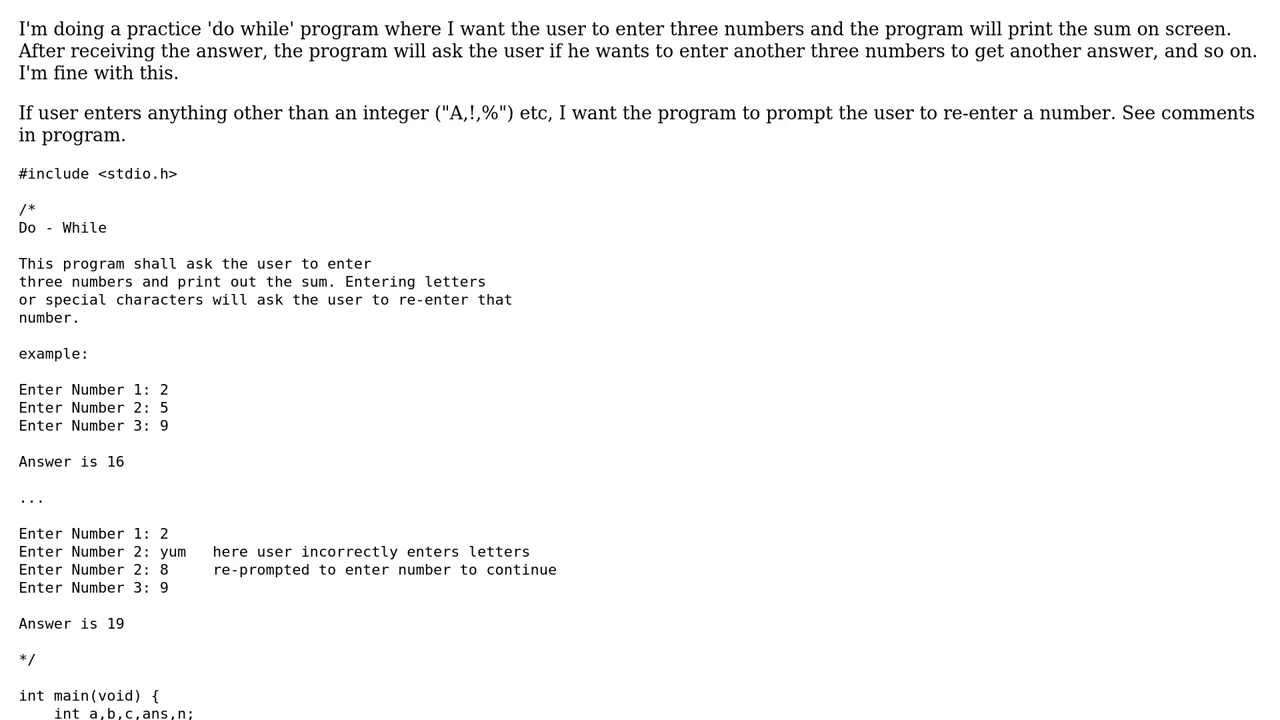 I'm doing a practice 'do while' program where I want the user to enter three numbers and the program will print the sum on screen.
After receiving the answer, the program will ask the user if he wants to enter another three numbers to get another answer, and so on.
I'm fine with this.
If user enters anything other than an integer ("A,!,%") etc, I want the program to prompt the user to re-enter a number. See comments
in program.
#include <stdio.h>
/*
Do - While
This program shall ask the user to enter
three numbers and print out the sum. Entering letters
or special characters will ask the user to re-enter that
number.
example:
Enter Number 1: 2
Enter Number 2: 5
Enter Number 3: 9
Answer is 16
...
Enter Number 1: 2
Enter Number 2: yum   here user incorrectly enters letters
Enter Number 2: 8     re-prompted to enter number to continue
Enter Number 3: 9
Answer is 19
*/
int main(void) {
    int a,b,c,ans,n;